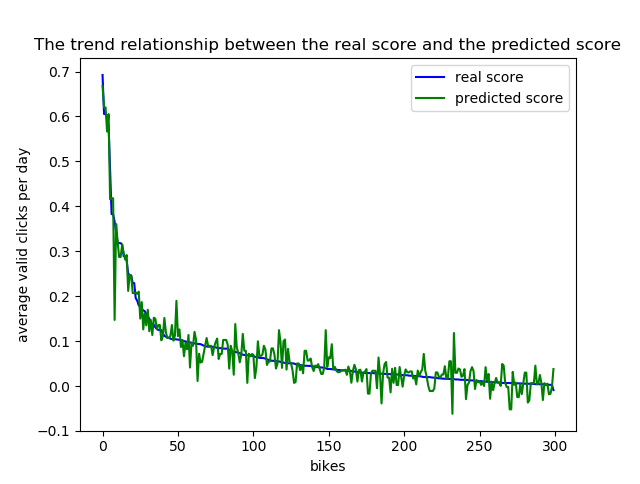 The trend relationship between the real score and the predicted score
real score
predicted score
average valid clicks per day
0.7
0.6
0.5
0.4
0.3
0.2
0.1
0.0
−0.1
0 50 100 150 200 250 300
bikes